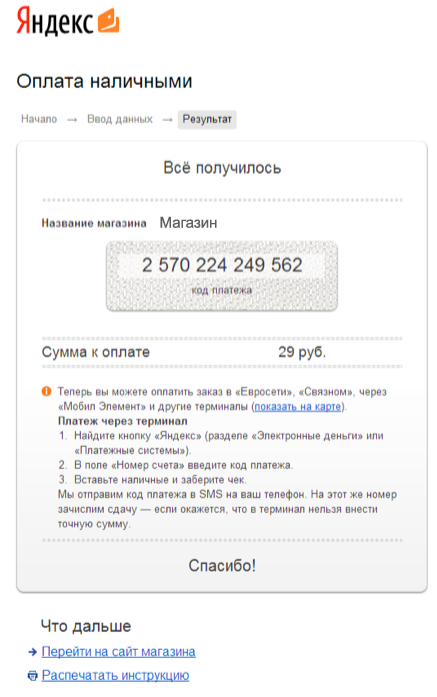 Яндекс
Оплата наличными
Начало → Ввод данных → Результат
Всё получилось
Название магазина Магазин
2 570 224 249 562
код платежа
Сумма к оплате 29 руб.
Теперь вы можете оплатить заказ в «Евросети», «Связном», через
«Мобил Элемент» и другие терминалы (показать на карте).
Платеж через терминал
1. Найдите кнопку «Яндекс» (разделе «Электронные деньги» или
«Платежные системы»).
2. В поле «Номер счета» введите код платежа.
3. Вставьте наличные и заберите чек.
Мы отправим код платежа в SMS на ваш телефон. На этот же номер
зачислим сдачу — если окажется, что в терминал нельзя внести
точную сумму.
Спасибо!
Что дальше
Перейти на сайт магазина
Распечатать инструкцию